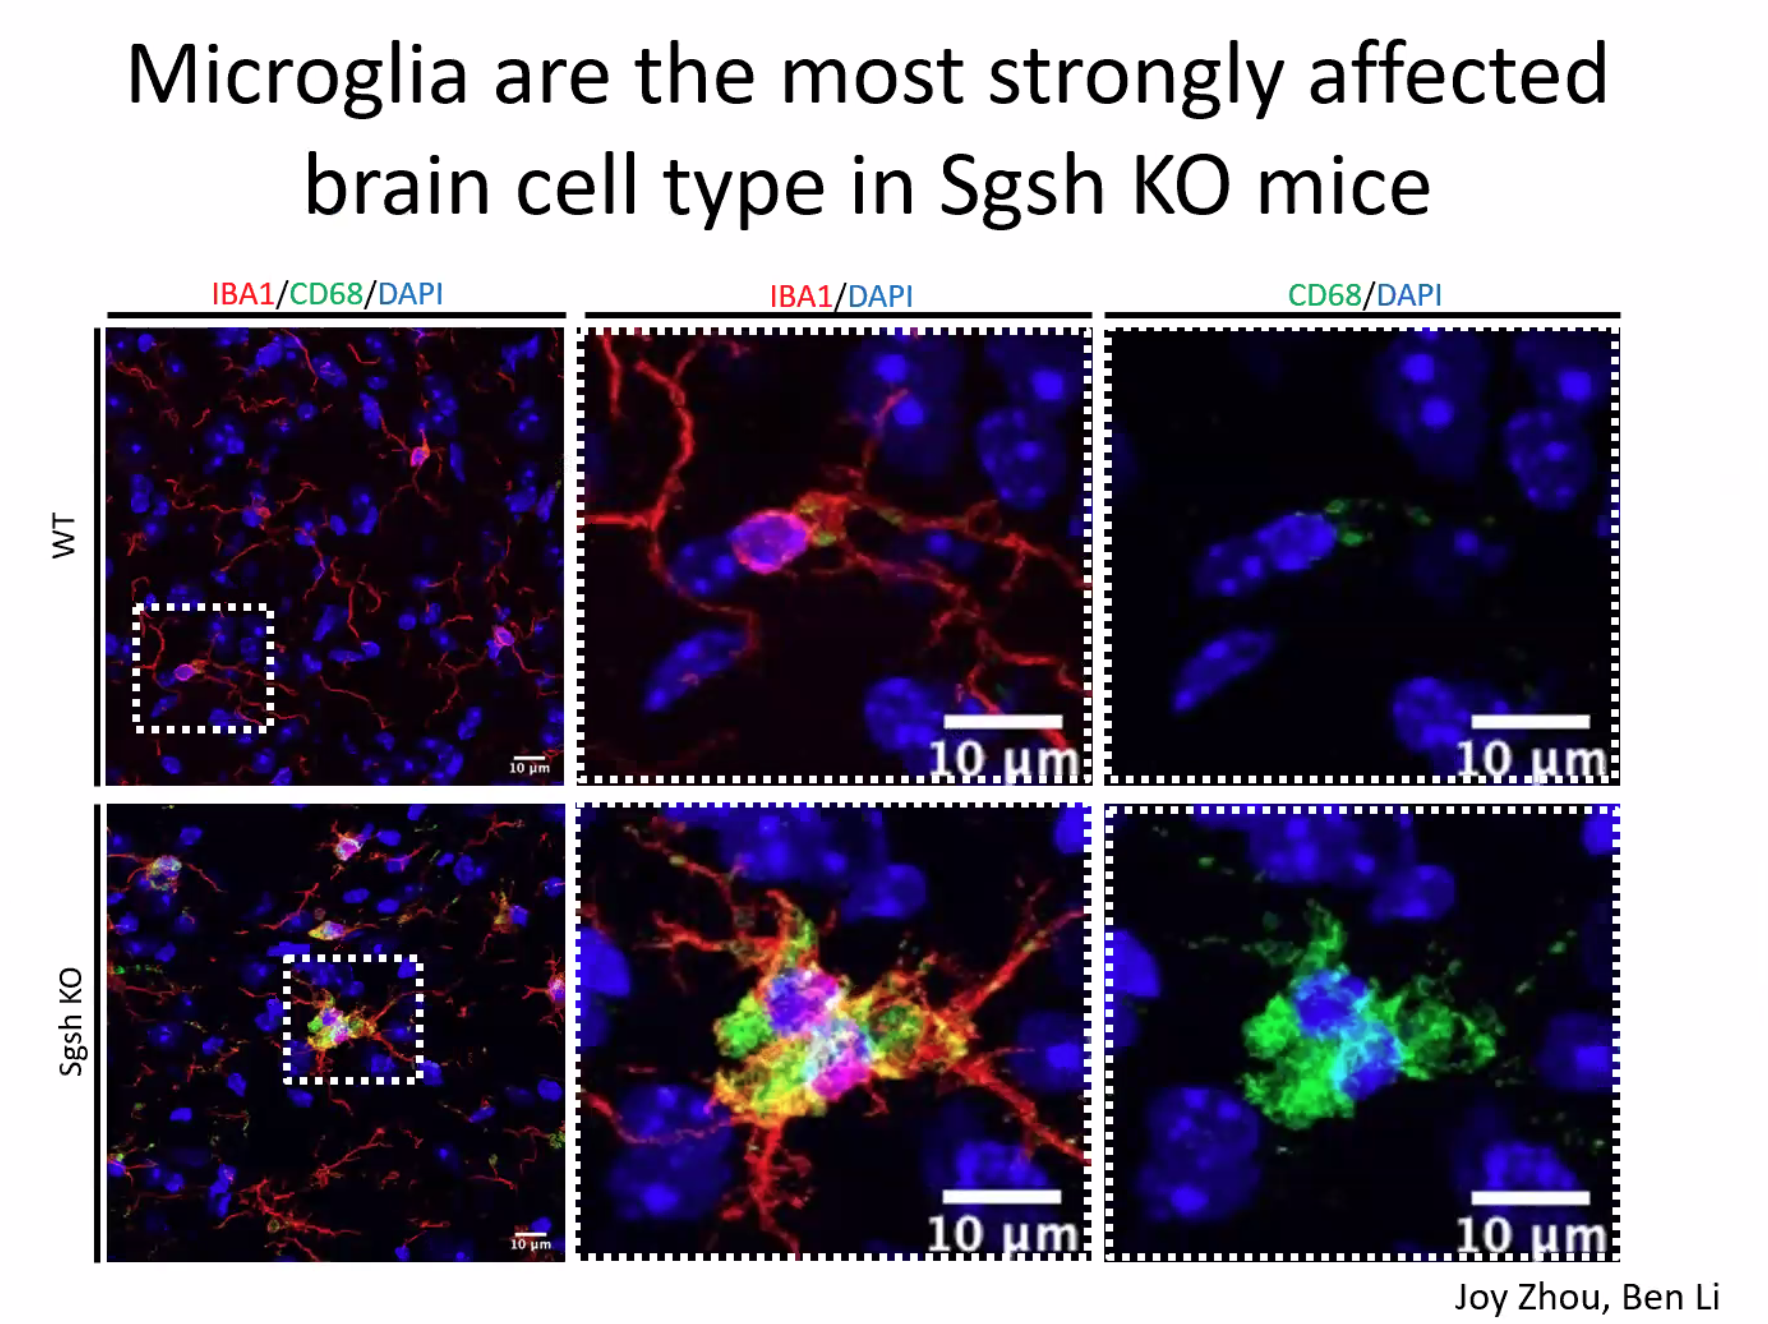 Microglia are the most strongly affected
brain cell type in Sgsh KO mice
IBA1/CD68/DAPI
IBA1/DAPI
CD68/DAPI
WT
10 μm
10 μm
10 μm
Sgsh KO
10 μm
10 μm
10 μm
Joy Zhou, Ben Li